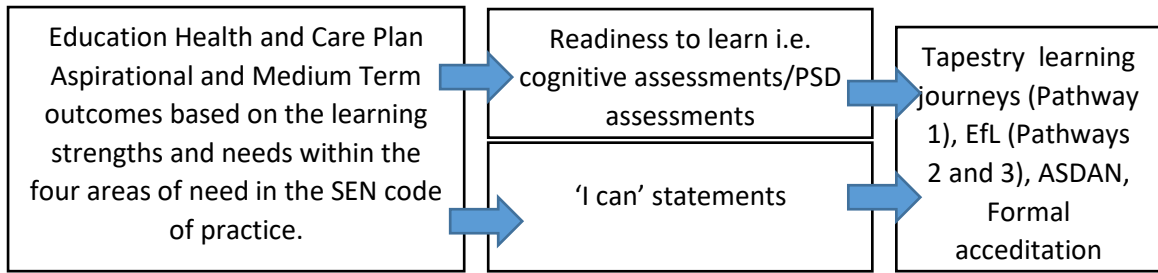 Education Health and Care Plan
Aspirational and Medium Term
outcomes based on the learning
strengths and needs within the
four areas of need in the SEN code
of practice.
Readiness to learn i.e.
cognitive assessments/PSD
assessments
‘I can’ statements
Tapestry learning
journeys (Pathway
1), EfL (Pathways
2 and 3), ASDAN,
Formal
acceditation